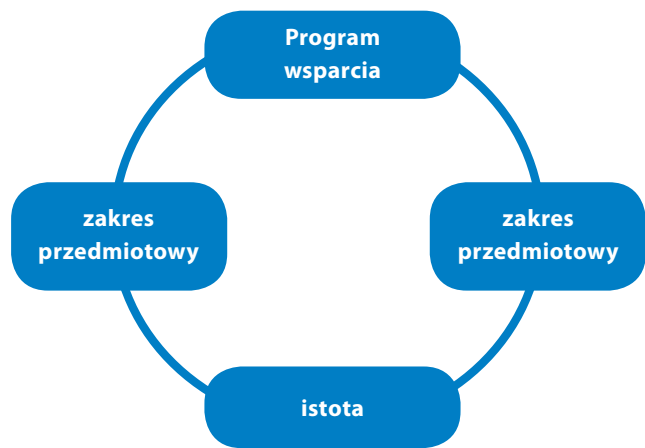 Program
wsparcia
zakres
przedmiotowy
zakres
przedmiotowy
istota